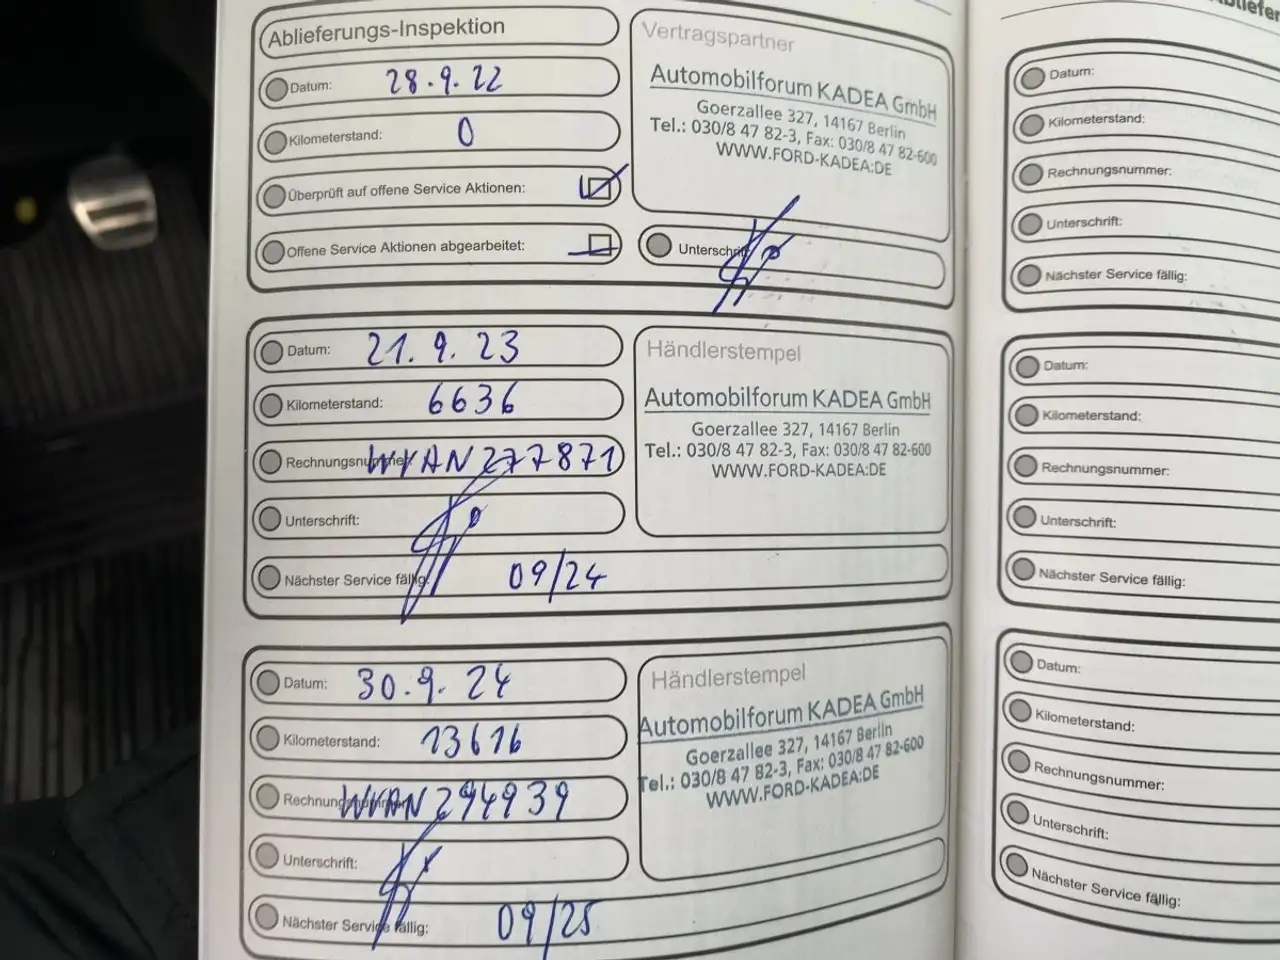 Ablieferungs-Inspektion
Datum: 28.9.22
Kilometerstand: 0
Überprüft auf offene Service Aktionen:
Offene Service Aktionen abgearbeitet:
Vertragspartner
Automobilforum KADEA GmbH
Goerzallee 327, 14167 Berlin
Tel.: 030/8 47 82-3, Fax: 030/8 47 82-600
WWW.FORD-KADEA:DE
Unterschrift
Datum: 21.9.23
Kilometerstand: 6636
Rechnungsnummer: WKAN277871
Unterschrift:
Nächster Service fällig: 09/24
Händlerstempel
Automobilforum KADEA GmbH
Goerzallee 327, 14167 Berlin
Tel.: 030/8 47 82-3, Fax: 030/8 47 82-600
WWW.FORD-KADEA:DE
Datum: 30.9.24
Kilometerstand: 13616
Rechnungsnummer WKAN294939
Unterschrift:
Nächster Service fällig: 09/25
Händlerstempel
Automobilforum KADEA GmbH
Goerzallee 327, 14167 Berlin
Tel.: 030/8 47 82-3, Fax: 030/8 47 82-600
WWW.FORD-KADEA:DE
Datum:
Kilometerstand:
Rechnungsnummer:
Unterschrift:
Nächster Service fällig:
Datum:
Kilometerstand:
Rechnungsnummer:
Unterschrift:
Nächster Service fällig:
Datum:
Kilometerstand:
Rechnungsnummer:
Unterschrift:
Nächster Service fällig: